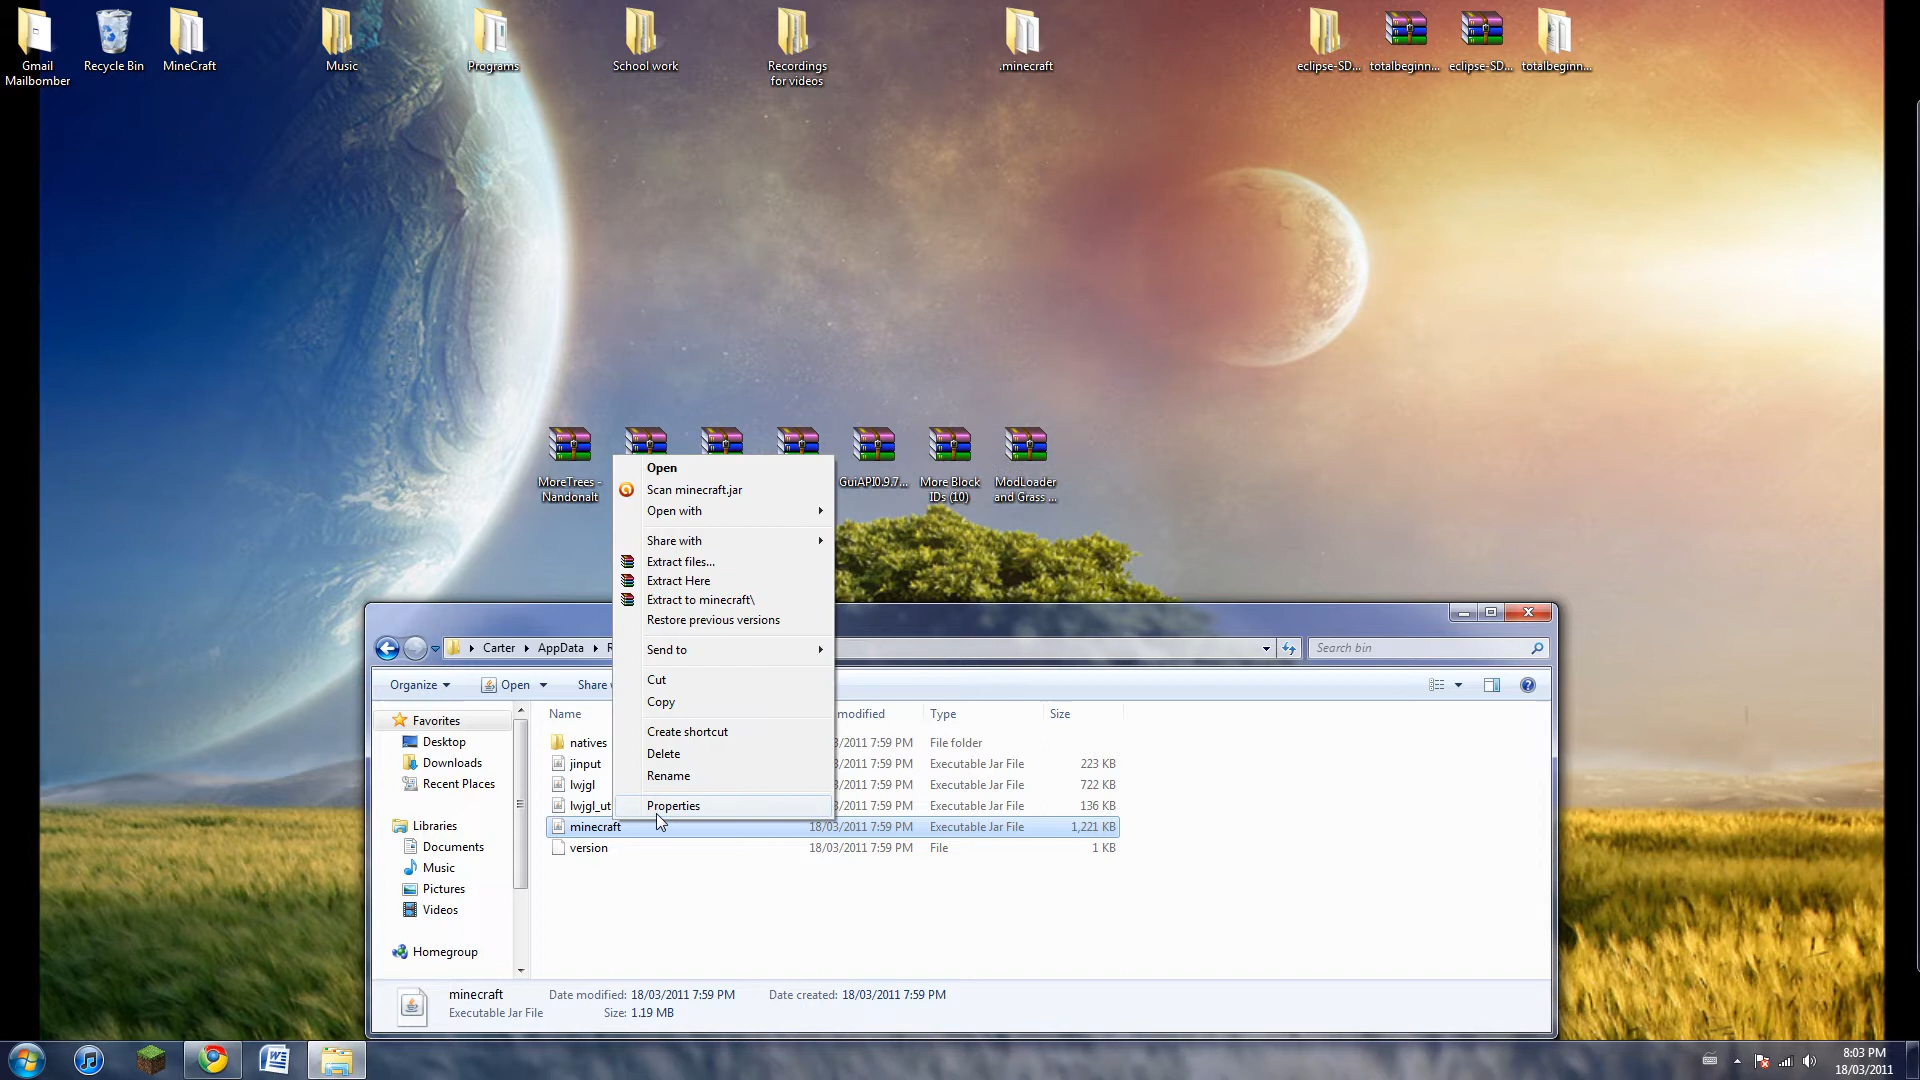 Gmail
Mailbomber
Recycle Bin
MineCraft
Music
Programs
School work
Recordings
for videos
.minecraft
eclipse-SD...
totalbeginn...
eclipse-SD...
totalbeginn...
MoreTrees -
Nandonalt
GuiAPI0.9.7...
More Block
IDs (10)
ModLoader
and Grass ...
Open
Scan minecraft.jar
Open with
Share with
Extract files...
Extract Here
Extract to minecraft\
Restore previous versions
Send to
Cut
Copy
Create shortcut
Delete
Rename
Properties
Carter
AppData
R
Search bin
Organize
Open
Share
Name
modified
Type
Size
Favorites
Desktop
Downloads
Recent Places
Libraries
Documents
Music
Pictures
Videos
Homegroup
natives
3/2011 7:59 PM
File folder
jinput
3/2011 7:59 PM
Executable Jar File
223 KB
lwjgl
3/2011 7:59 PM
Executable Jar File
722 KB
lwjgl_ut
3/2011 7:59 PM
Executable Jar File
136 KB
minecraft
18/03/2011 7:59 PM
Executable Jar File
1,221 KB
version
18/03/2011 7:59 PM
File
1 KB
minecraft
Date modified: 18/03/2011 7:59 PM
Date created: 18/03/2011 7:59 PM
Executable Jar File
Size: 1.19 MB
8:03 PM
18/03/2011